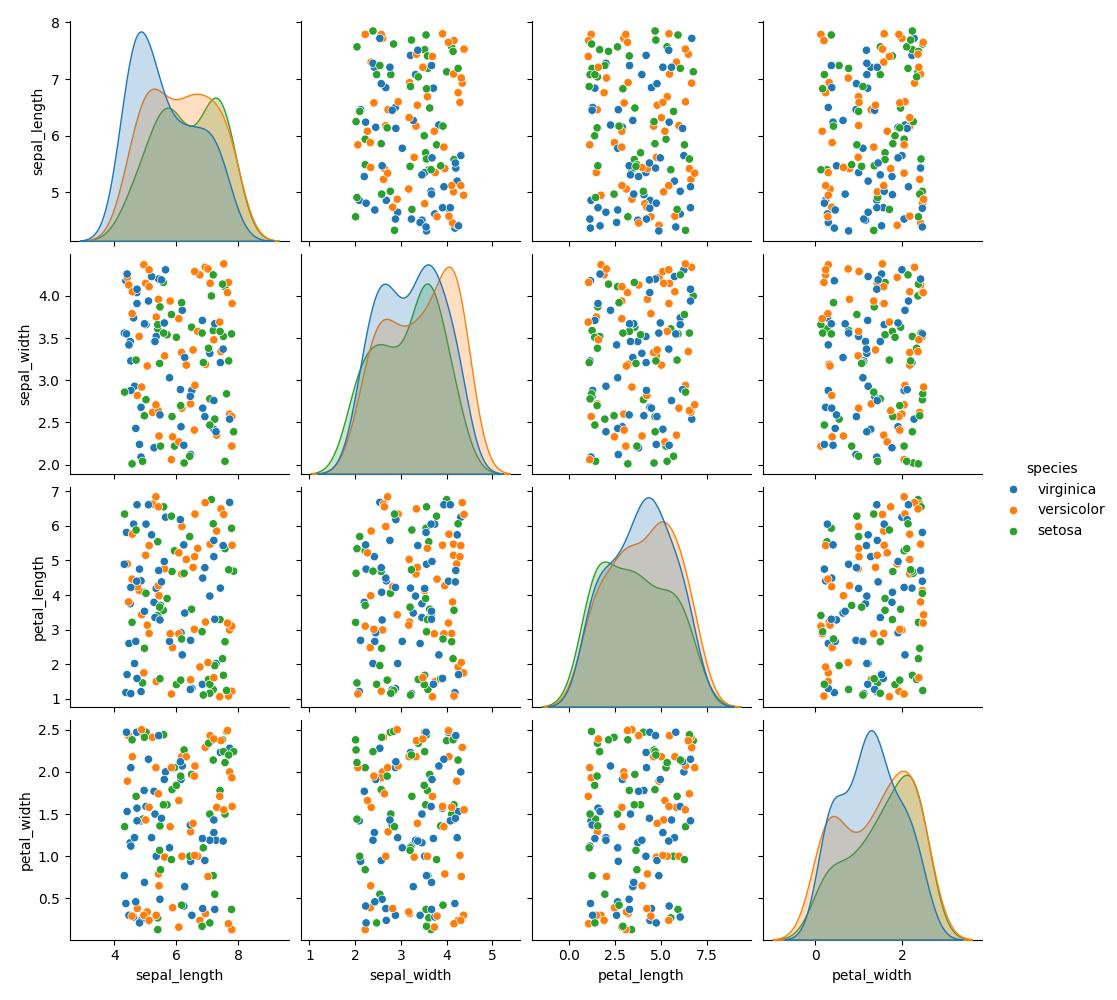 8
7
6
5
sepal_length
4.0
3.5
3.0
2.5
2.0
sepal_width
7
6
5
4
3
2
1
petal_length
2.5
2.0
1.5
1.0
0.5
petal_width
4 6 8
sepal_length
1 2 3 4 5
sepal_width
0.0 2.5 5.0 7.5
petal_length
0 2
petal_width
species
virginica
versicolor
setosa